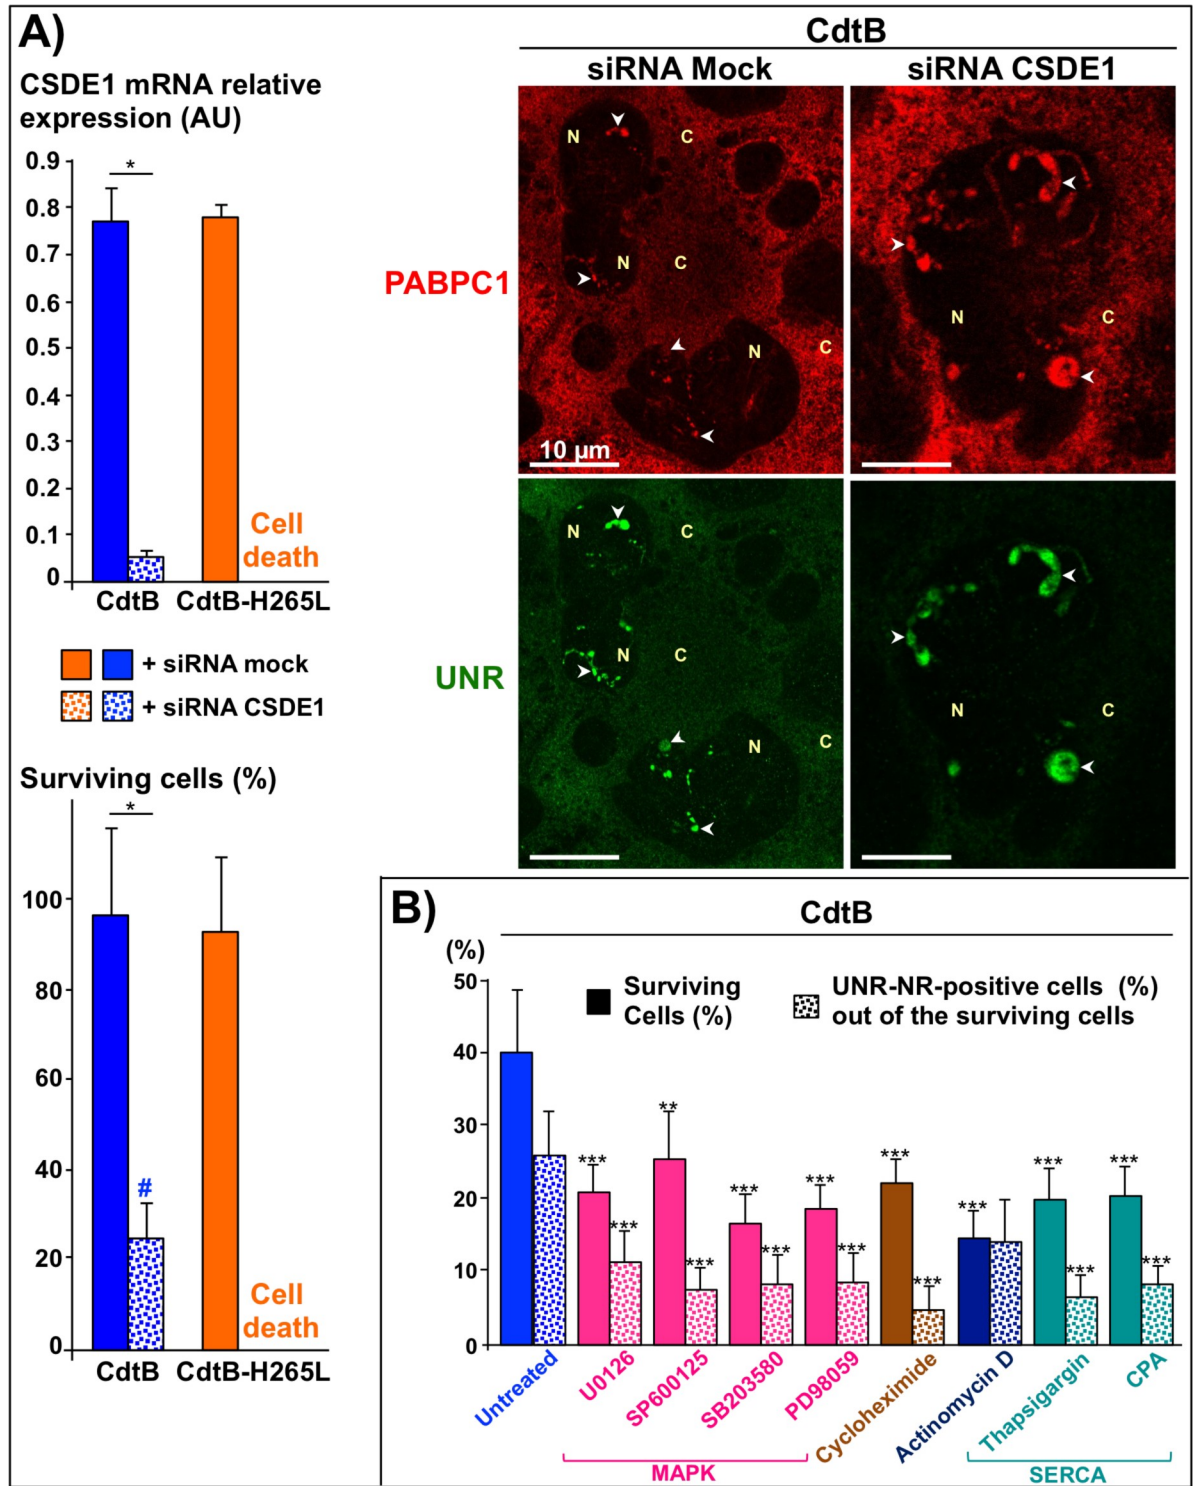 A)
CSDE1 mRNA relative
expression (AU)
0.9
0.8
0.7
0.6
0.5
0.4
0.3
0.2
0.1
0
*
Cell
death
CdtB CdtB-H265L
+ siRNA mock
+ siRNA CSDE1
Surviving cells (%)
*
100
80
60
40
20
0
#
Cell
death
CdtB CdtB-H265L
CdtB
siRNA Mock siRNA CSDE1
PABPC1
N C
N C
N C
10 µm
N C
UNR
N C
N C
N C
N C
B)
CdtB
(%)
50
40
30
20
10
0
Surviving
Cells (%)
UNR-NR-positive cells (%)
out of the surviving cells
*** *** ** *** *** *** *** *** *** *** *** *** *** *** ***
Untreated
U0126
SP600125
SB203580
PD98059
Cycloheximide
Actinomycin D
Thapsigargin
CPA
MAPK
SERCA